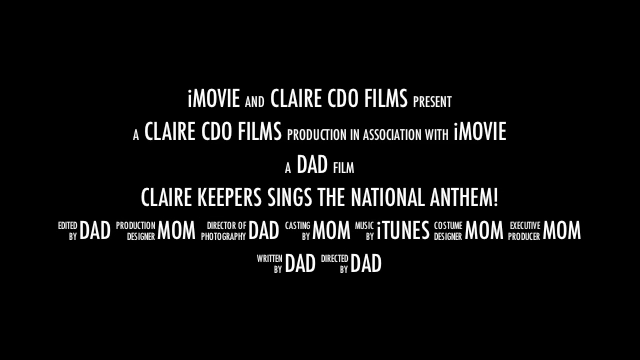 iMOVIE AND CLAIRE CDO FILMS PRESENT
A CLAIRE CDO FILMS PRODUCTION IN ASSOCIATION WITH iMOVIE
A DAD FILM
CLAIRE KEEPERS SINGS THE NATIONAL ANTHEM!
EDITED BY DAD PRODUCTION DESIGNER MOM DIRECTOR OF PHOTOGRAPHY DAD CASTING BY MOM MUSIC BY iTUNES COSTUME DESIGNER MOM EXECUTIVE PRODUCER MOM
WRITTEN BY DAD DIRECTED BY DAD